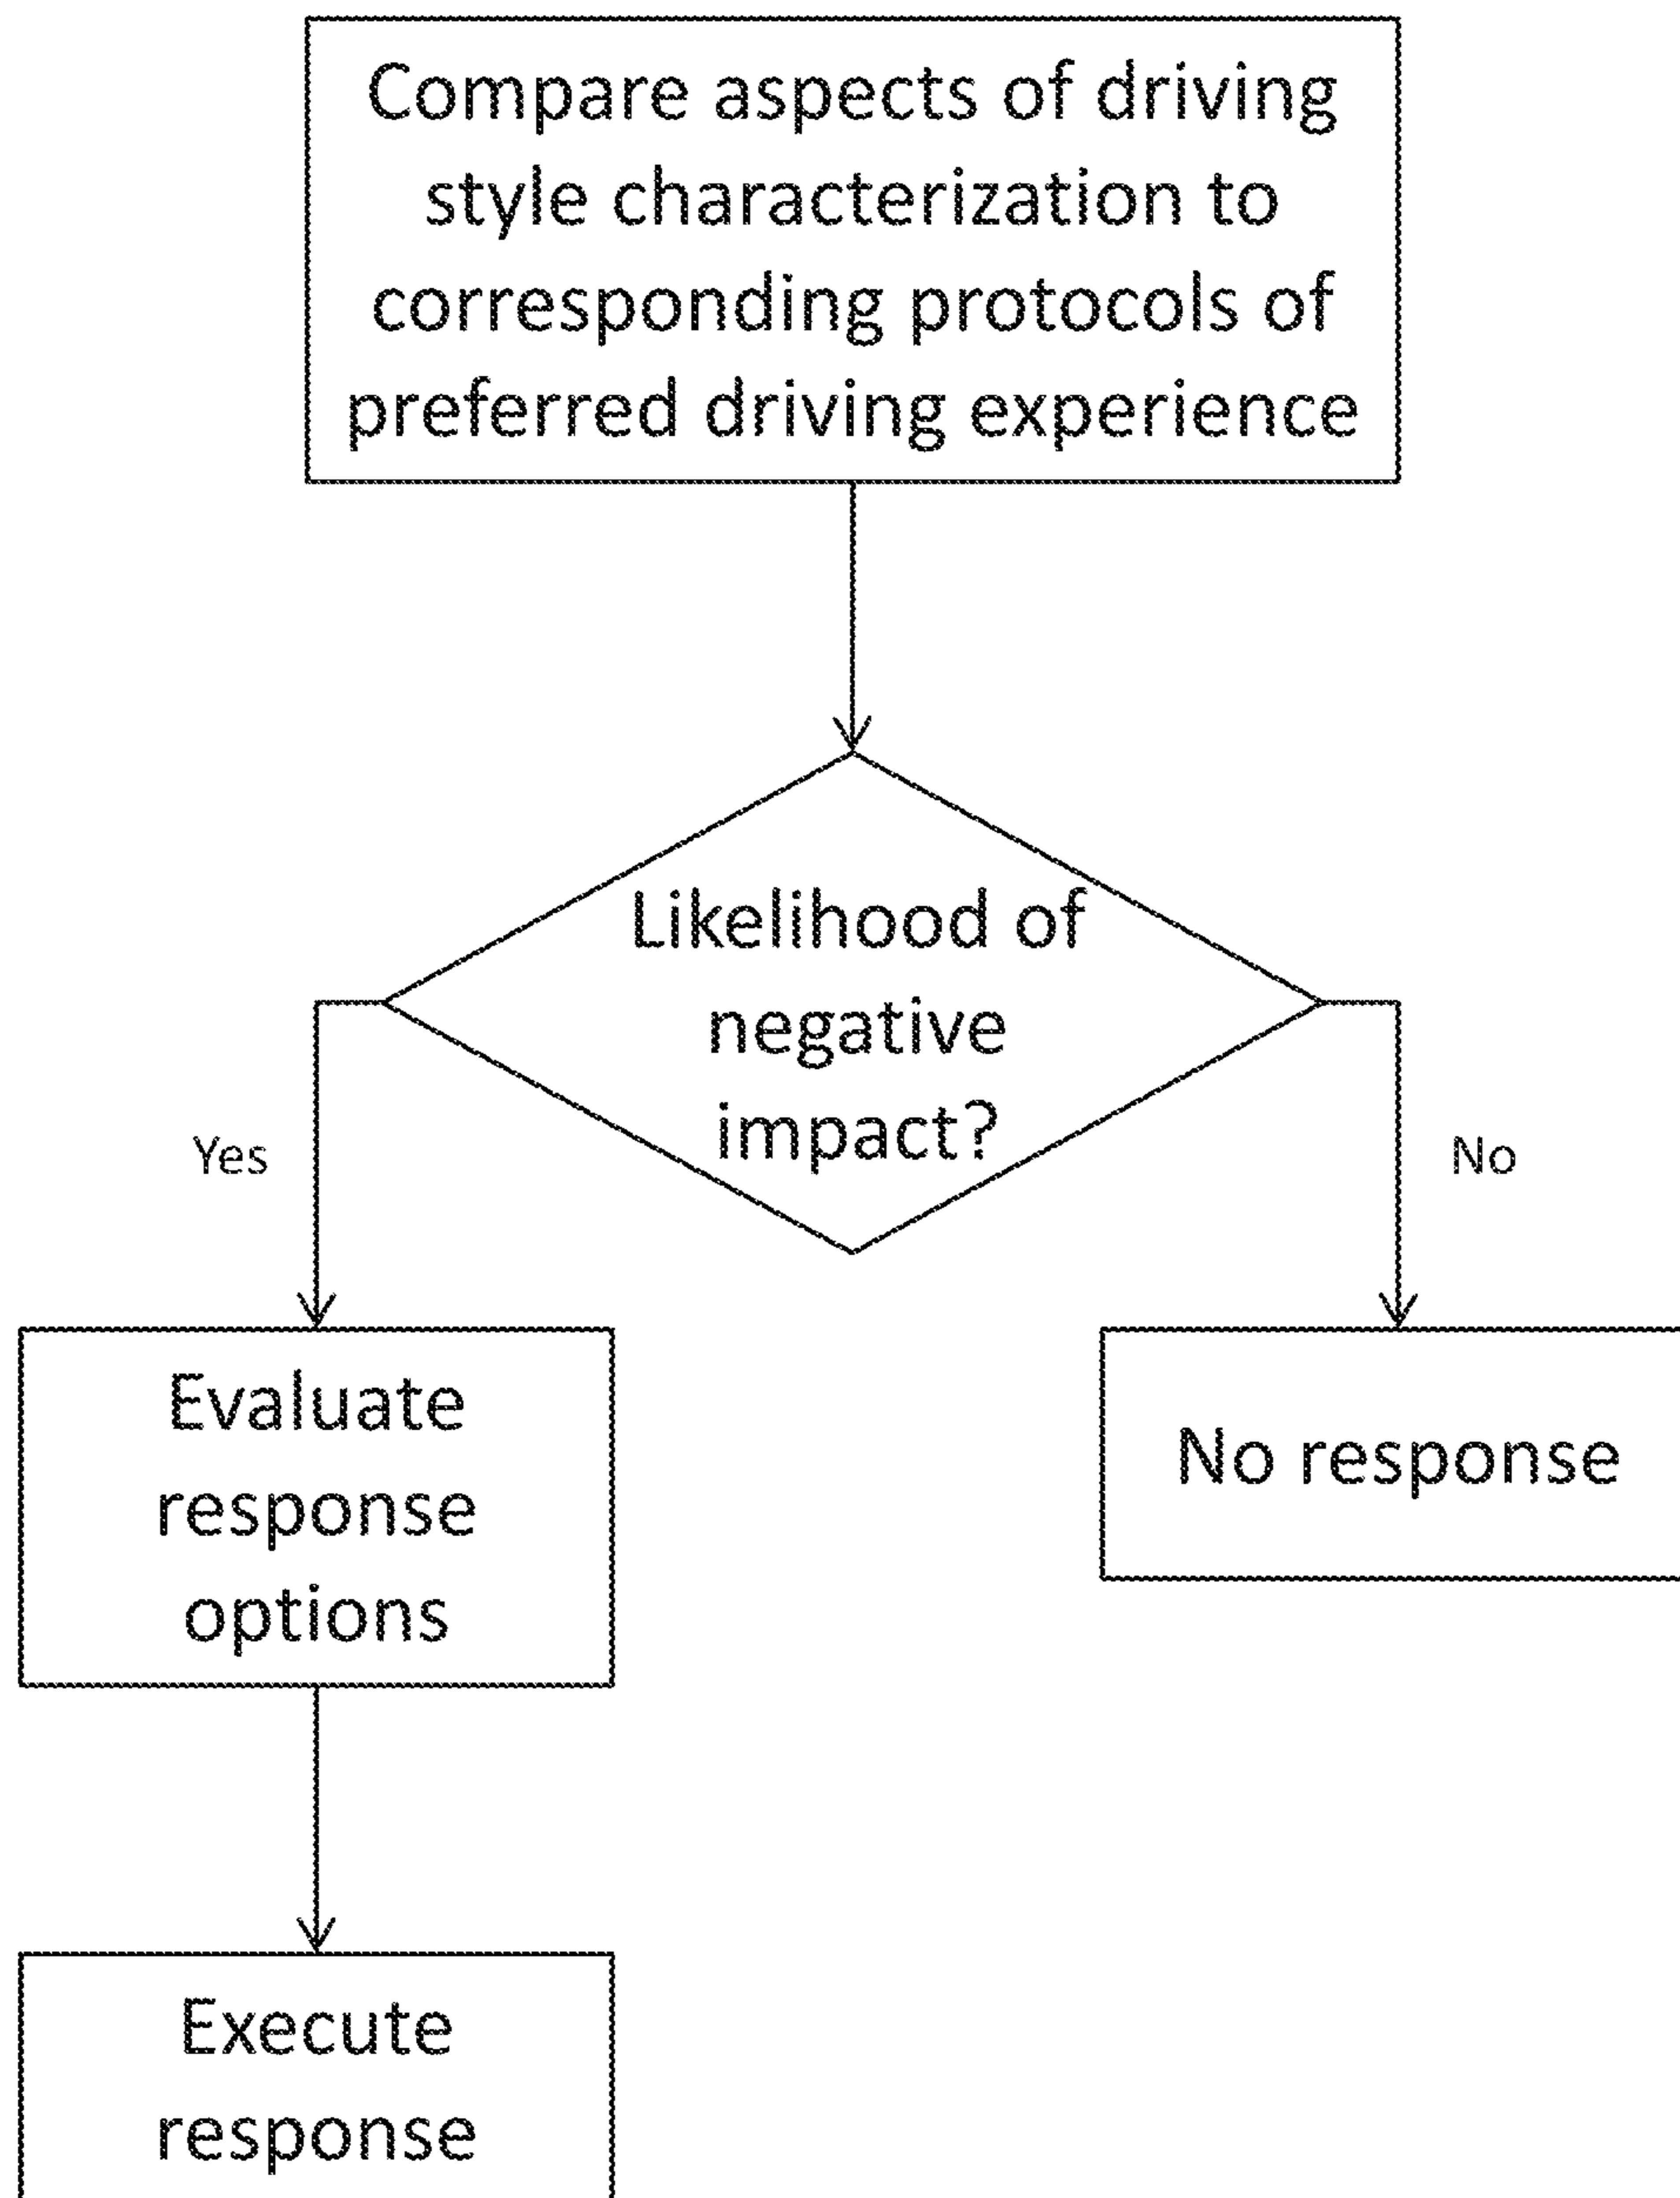 Compare aspects of driving
style characterization to
corresponding protocols of
preferred driving experience
Likelihood of
negative
impact?
Yes
No
Evaluate
response
options
No response
Execute
response